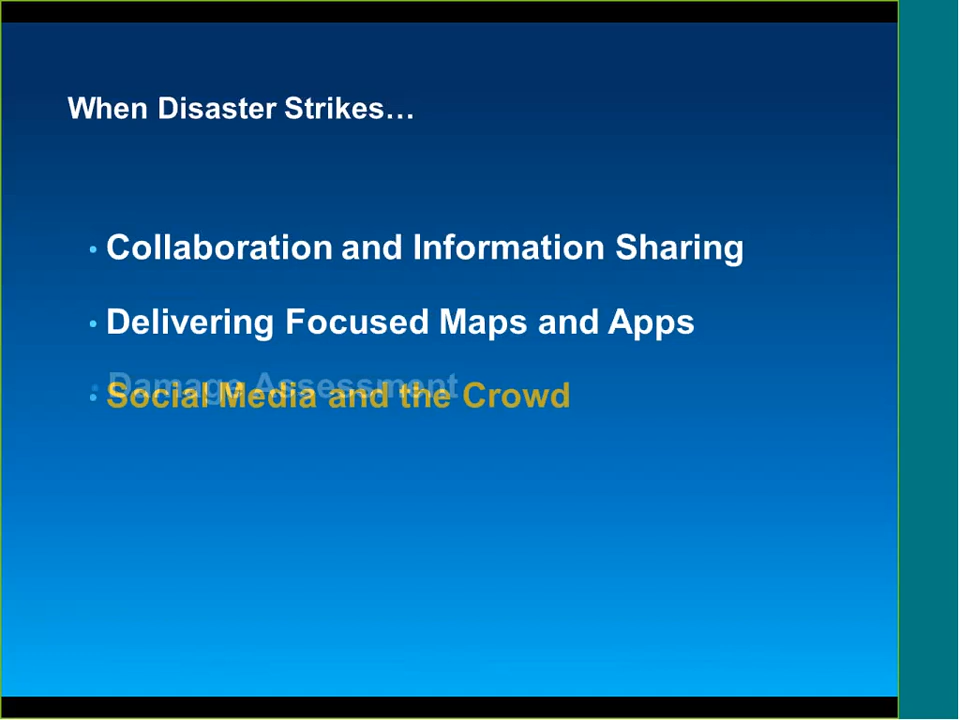 When Disaster Strikes…
• Collaboration and Information Sharing
• Delivering Focused Maps and Apps
• Damage Assessment
• Social Media and the Crowd